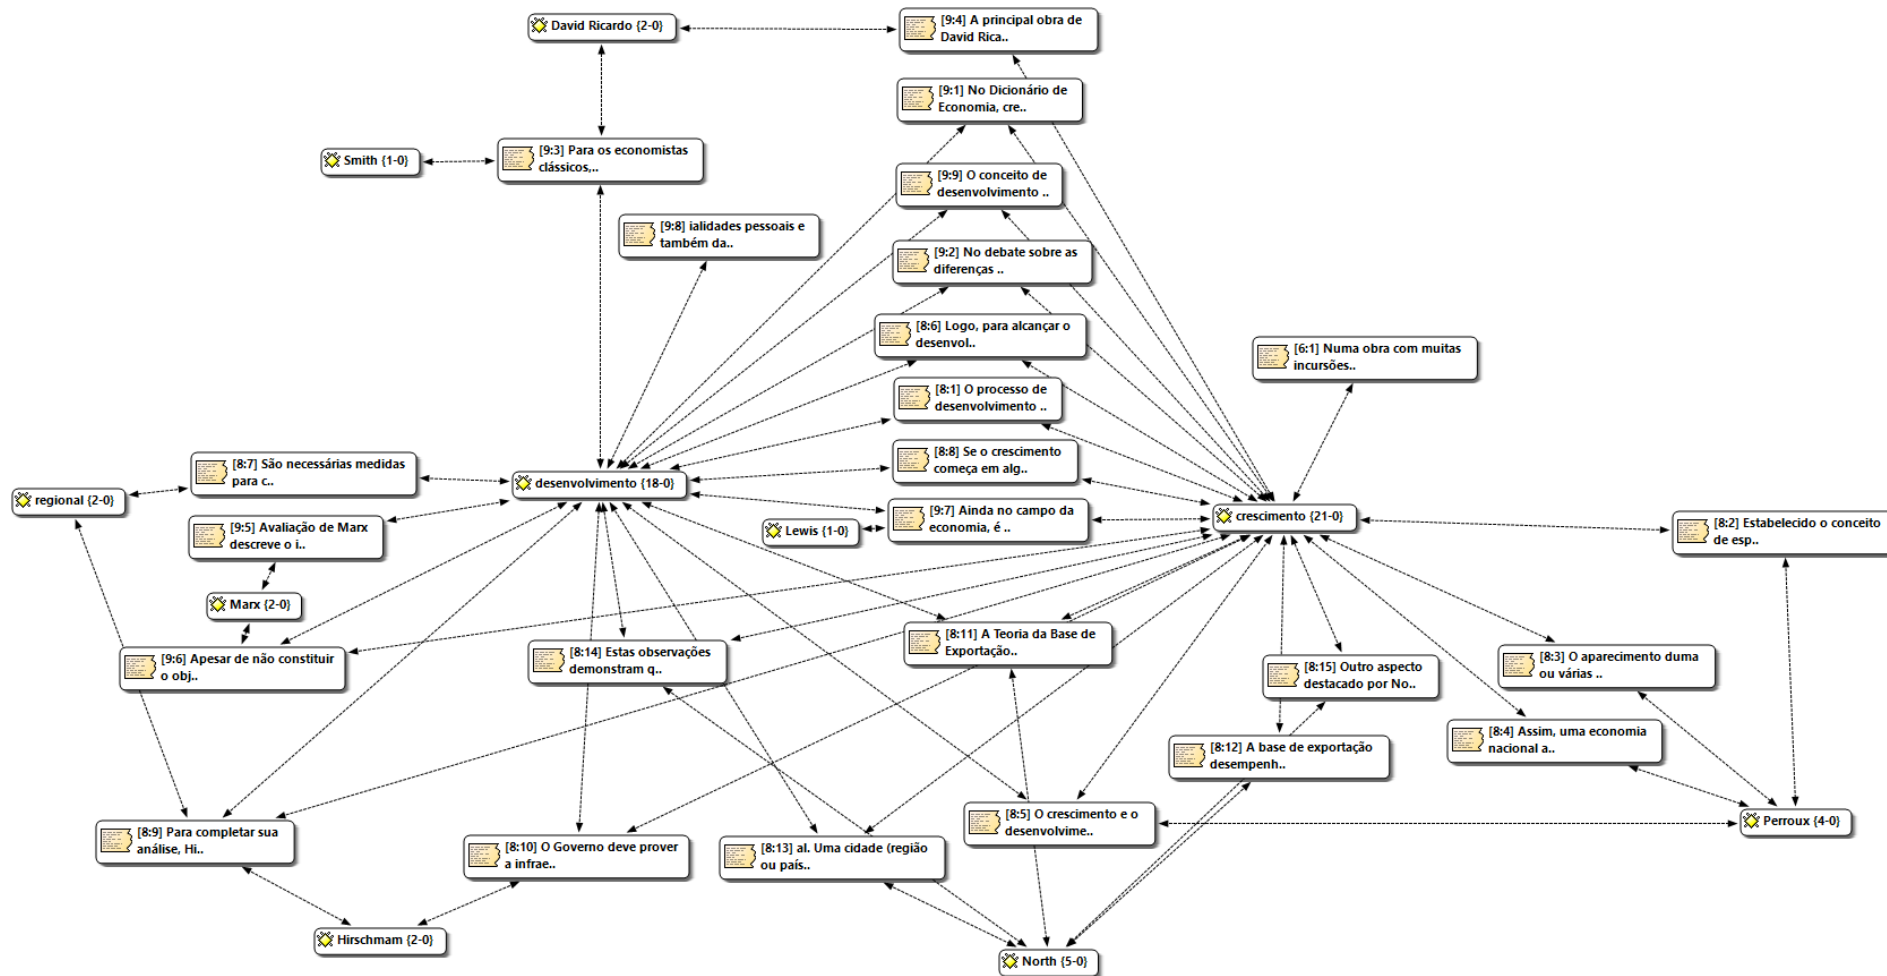 David Ricardo {2-0}
[9:4] A principal obra de
David Rica..
[9:1] No Dicionário de
Economia, cre..
Smith {1-0}
[9:3] Para os economistas
clássicos,..
[9:9] O conceito de
desenvolvimento ..
[9:8] ialidades pessoais e
também da..
[9:2] No debate sobre as
diferenças ..
[8:6] Logo, para alcançar o
desenvol..
[6:1] Numa obra com muitas
incursões..
[8:1] O processo de
desenvolvimento ..
[8:8] Se o crescimento
começa em alg..
[8:7] São necessárias medidas
para c..
regional {2-0}
desenvolvimento {18-0}
[9:7] Ainda no campo da
economia, é ..
Lewis {1-0}
crescimento {21-0}
[8:2] Estabelecido o conceito
de esp..
[9:5] Avaliação de Marx
descreve o i..
Marx {2-0}
[9:6] Apesar de não constituir
o obj..
[8:14] Estas observações
demonstram q..
[8:11] A Teoria da Base de
Exportação..
[8:15] Outro aspecto
destacado por No..
[8:3] O aparecimento duma
ou várias ..
[8:4] Assim, uma economia
nacional a..
[8:12] A base de exportação
desempenh..
[8:9] Para completar sua
análise, Hi..
[8:10] O Governo deve prover
a infrae..
[8:13] al. Uma cidade (região
ou país..
[8:5] O crescimento e o
desenvolvime..
Perroux {4-0}
Hirschmam {2-0}
North {5-0}